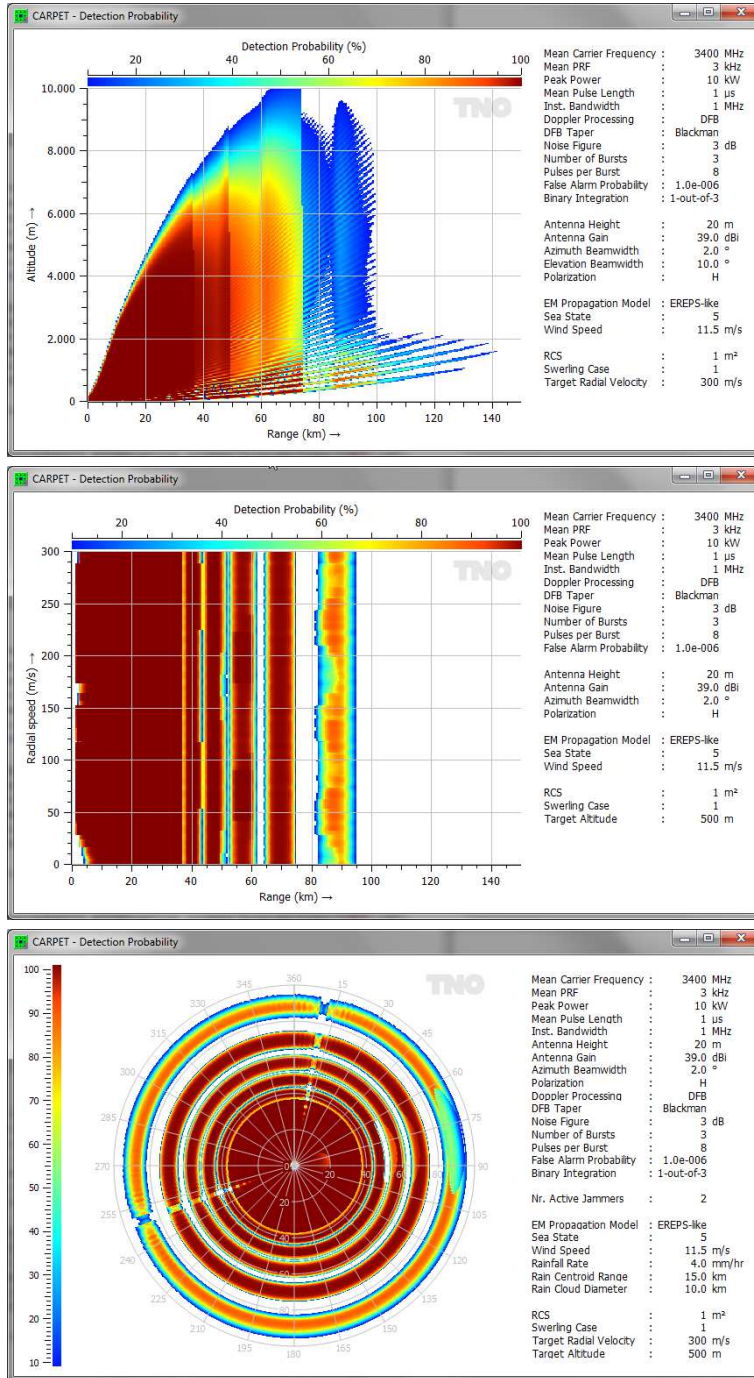 CARPET - Detection Probability
Detection Probability (%)
20 40 60 80 100
TNO
10.000
8.000
6.000
4.000
2.000
0
Altitude (m) →
0 20 40 60 80 100 120 140
Range (km) →
Mean Carrier Frequency : 3400 MHz
Mean PRF : 3 kHz
Peak Power : 10 kW
Mean Pulse Length : 1 µs
Inst. Bandwidth : 1 MHz
Doppler Processing : DFB
DFB Taper : Blackman
Noise Figure : 3 dB
Number of Bursts : 3
Pulses per Burst : 8
False Alarm Probability : 1.0e-006
Binary Integration : 1-out-of-3
Antenna Height : 20 m
Antenna Gain : 39.0 dBi
Azimuth Beamwidth : 2.0 °
Elevation Beamwidth : 10.0 °
Polarization : H
EM Propagation Model : EREPS-like
Sea State : 5
Wind Speed : 11.5 m/s
RCS : 1 m²
Swerling Case : 1
Target Radial Velocity : 300 m/s
CARPET - Detection Probability
Detection Probability (%)
20 40 60 80 100
TNO
300
250
200
150
100
50
0
Radial speed (m/s) →
0 20 40 60 80 100 120 140
Range (km) →
Mean Carrier Frequency : 3400 MHz
Mean PRF : 3 kHz
Peak Power : 10 kW
Mean Pulse Length : 1 µs
Inst. Bandwidth : 1 MHz
Doppler Processing : DFB
DFB Taper : Blackman
Noise Figure : 3 dB
Number of Bursts : 3
Pulses per Burst : 8
False Alarm Probability : 1.0e-006
Antenna Height : 20 m
Antenna Gain : 39.0 dBi
Azimuth Beamwidth : 2.0 °
Polarization : H
EM Propagation Model : EREPS-like
Sea State : 5
Wind Speed : 11.5 m/s
RCS : 1 m²
Swerling Case : 1
Target Altitude : 500 m
CARPET - Detection Probability
100
90
80
70
60
50
40
30
20
10
TNO
360
15
30
45
60
75
90
105
120
135
150
165
180
195
210
225
240
255
270
285
300
315
330
345
0
20
60
20
40
60
80
Mean Carrier Frequency : 3400 MHz
Mean PRF : 3 kHz
Peak Power : 10 kW
Mean Pulse Length : 1 µs
Inst. Bandwidth : 1 MHz
Antenna Height : 20 m
Antenna Gain : 39.0 dBi
Azimuth Beamwidth : 2.0 °
Polarization : H
Doppler Processing : DFB
DFB Taper : Blackman
Noise Figure : 3 dB
Number of Bursts : 3
Pulses per Burst : 8
False Alarm Probability : 1.0e-006
Binary Integration : 1-out-of-3
Nr. Active Jammers : 2
EM Propagation Model : EREPS-like
Sea State : 5
Wind Speed : 11.5 m/s
Rainfall Rate : 4.0 mm/hr
Rain Centroid Range : 15.0 km
Rain Cloud Diameter : 10.0 km
RCS : 1 m²
Swerling Case : 1
Target Radial Velocity : 300 m/s
Target Altitude : 500 m